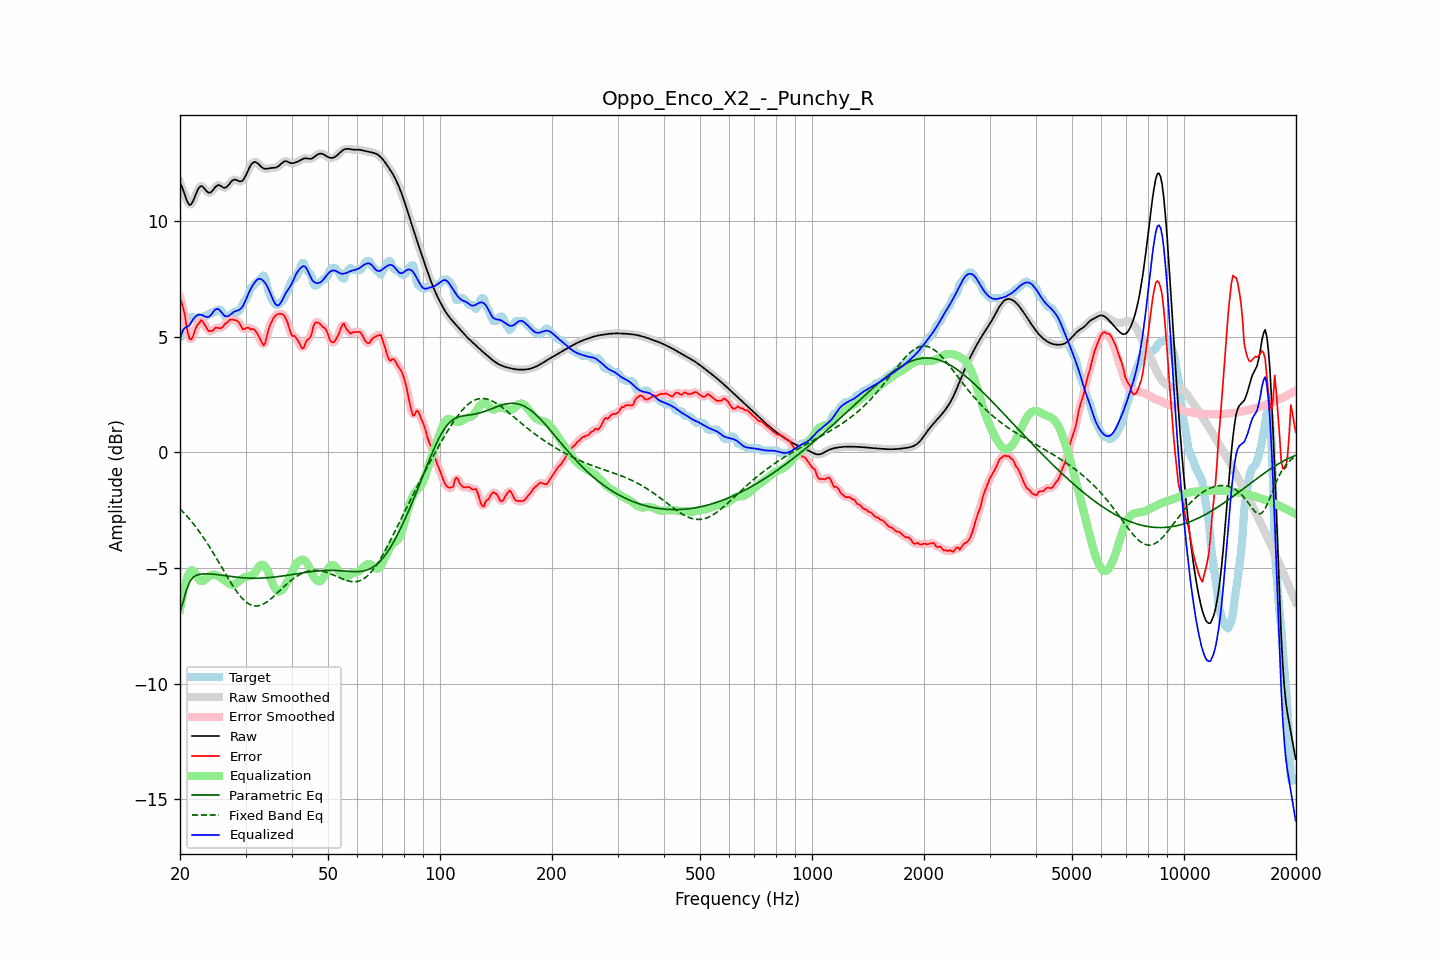 Oppo_Enco_X2_-_Punchy_R
Amplitude (dBr)
10
5
0
−5
−10
−15
Target
Raw Smoothed
Error Smoothed
Raw
Error
Equalization
Parametric Eq
Fixed Band Eq
Equalized
20 50 100 200 500 1000 2000 5000 10000 20000
Frequency (Hz)